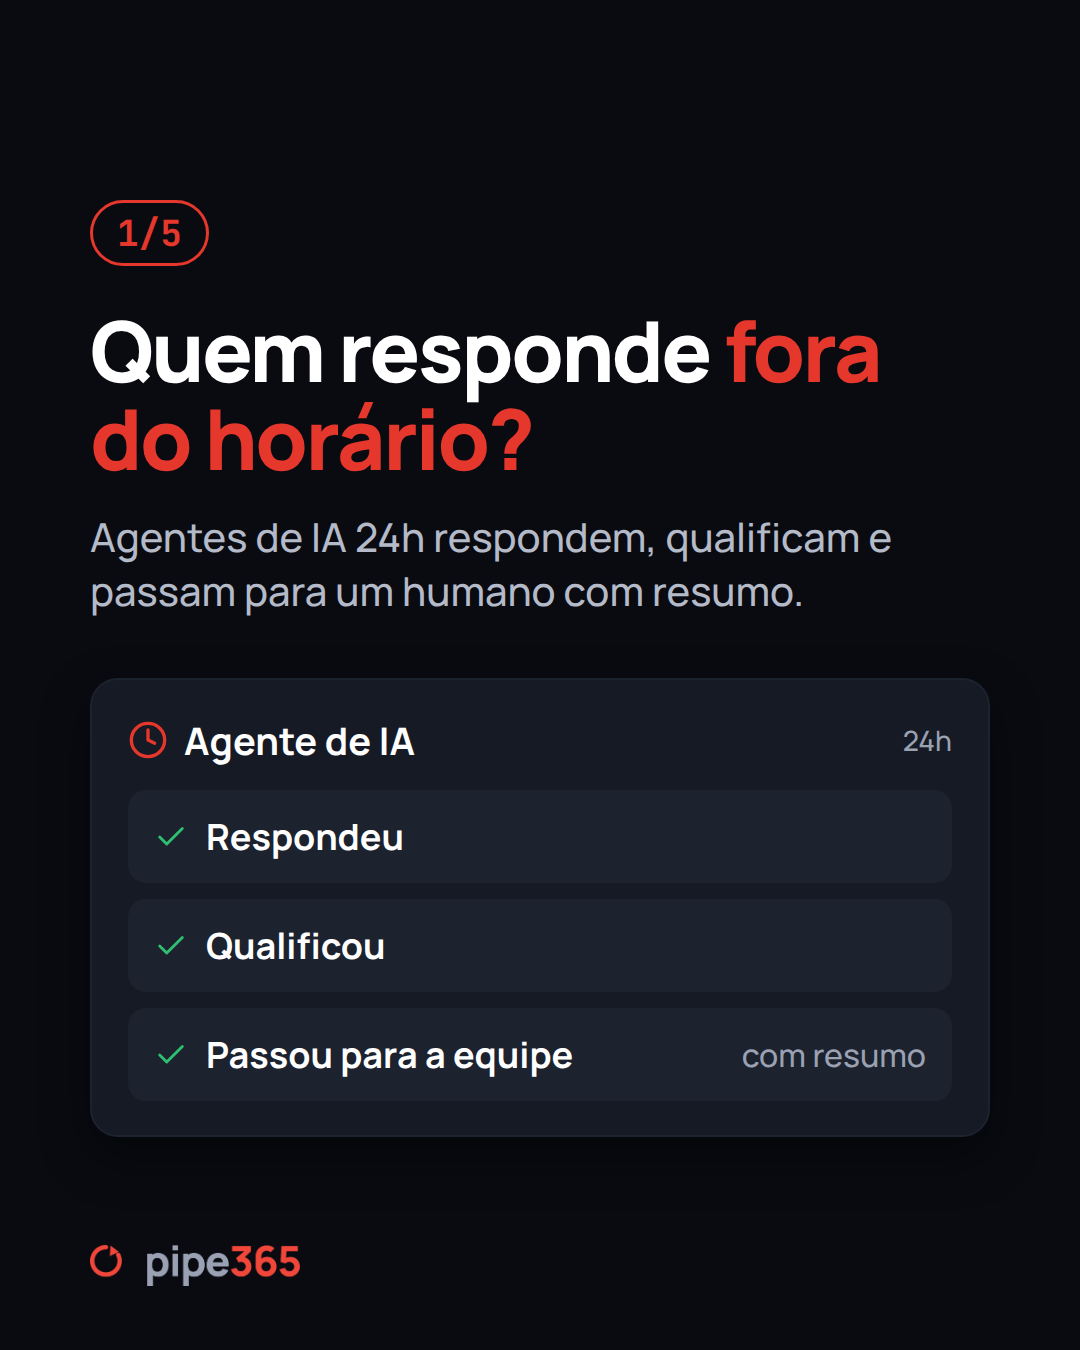 1/5
Quem responde fora
do horário?
Agentes de IA 24h respondem, qualificam e
passam para um humano com resumo.
Agente de IA 24h
Respondeu
Qualificou
Passou para a equipe com resumo
pipe365